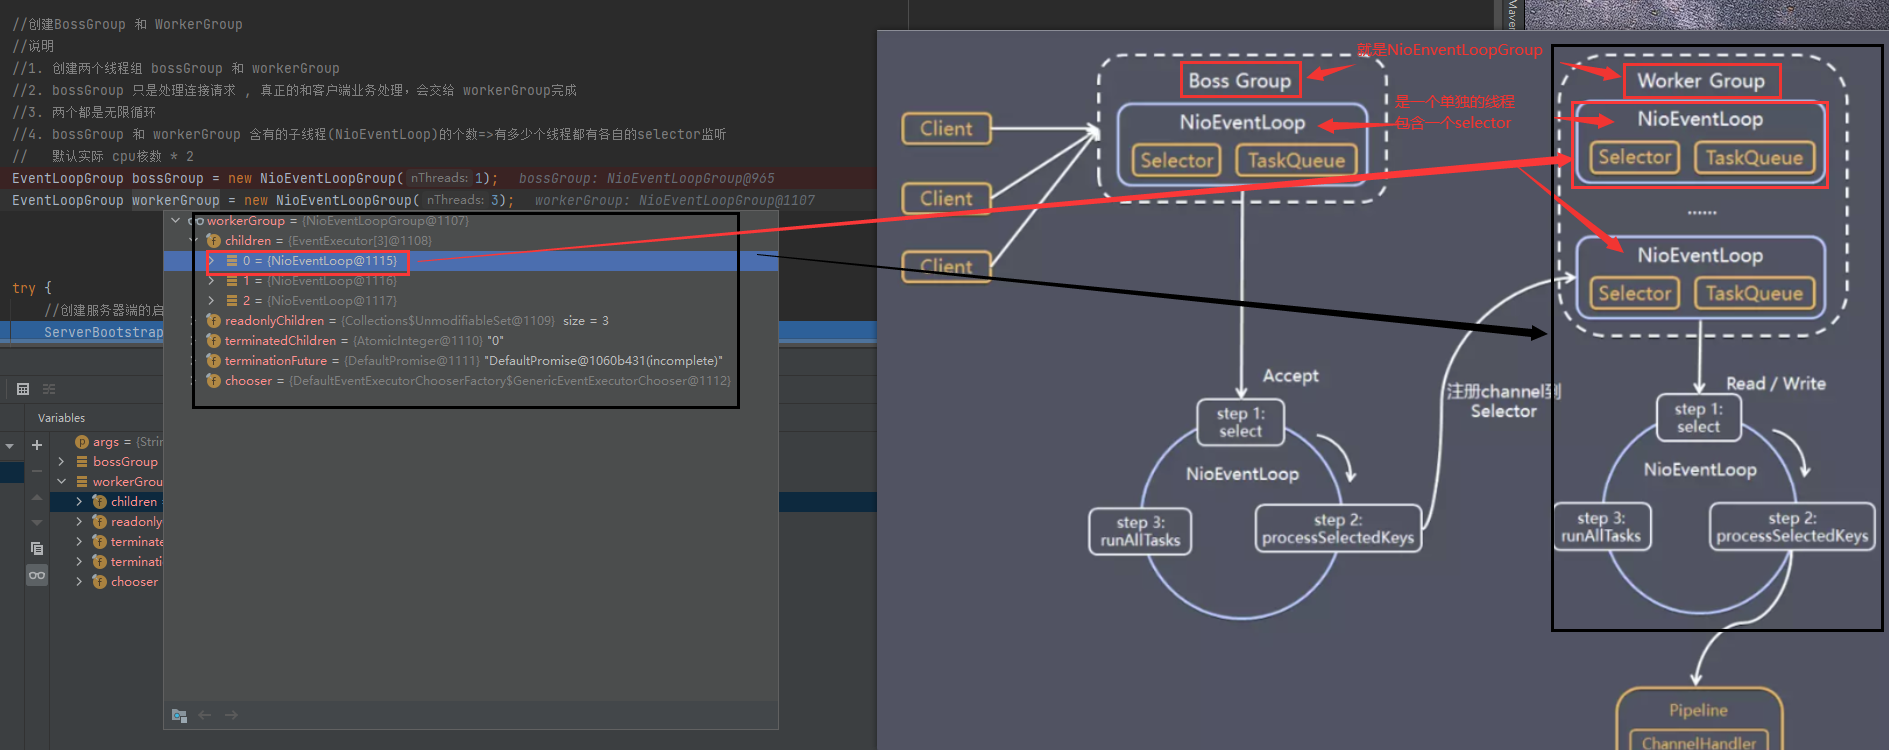 //创建BossGroup 和 WorkerGroup
//说明
//1. 创建两个线程组 bossGroup 和 workerGroup
//2. bossGroup 只是处理连接请求 , 真正的和客户端业务处理，会交给 workerGroup完成
//3. 两个都是无限循环
//4. bossGroup 和 workerGroup 含有的子线程(NioEventLoop)的个数=>有多少个线程都有各自的selector监听
//   默认实际 cpu核数 * 2
EventLoopGroup bossGroup = new NioEventLoopGroup( nThreads: 1);   bossGroup: NioEventLoopGroup@965
EventLoopGroup workerGroup = new NioEventLoopGroup( nThreads: 3);   workerGroup: NioEventLoopGroup@1107
workerGroup = {NioEventLoopGroup@1107}
children = {EventExecutor[3]@1108}
0 = {NioEventLoop@1115}
1 = {NioEventLoop@1116}
2 = {NioEventLoop@1117}
readonlyChildren = {Collections$UnmodifiableSet@1109} size = 3
terminatedChildren = {AtomicInteger@1110} "0"
terminationFuture = {DefaultPromise@1111} "DefaultPromise@1060b431(incomplete)"
chooser = {DefaultEventExecutorChooserFactory$GenericEventExecutorChooser@1112}
try {
//创建服务器端的启
ServerBootstrap
Variables
args = {Strin
bossGroup
workerGrou
children =
readonly
terminate
terminati
chooser
Maven
就是NioEnventLoopGroup
是一个单独的线程
包含一个selector
Client
Client
Client
Boss Group
NioEventLoop
Selector
TaskQueue
Accept
step 1:
select
NioEventLoop
step 2:
processSelectedKeys
step 3:
runAllTasks
注册channel到
Selector
Worker Group
NioEventLoop
Selector
TaskQueue
......
NioEventLoop
Selector
TaskQueue
Read / Write
step 1:
select
NioEventLoop
step 2:
processSelectedKeys
step 3:
runAllTasks
Pipeline
ChannelHandler